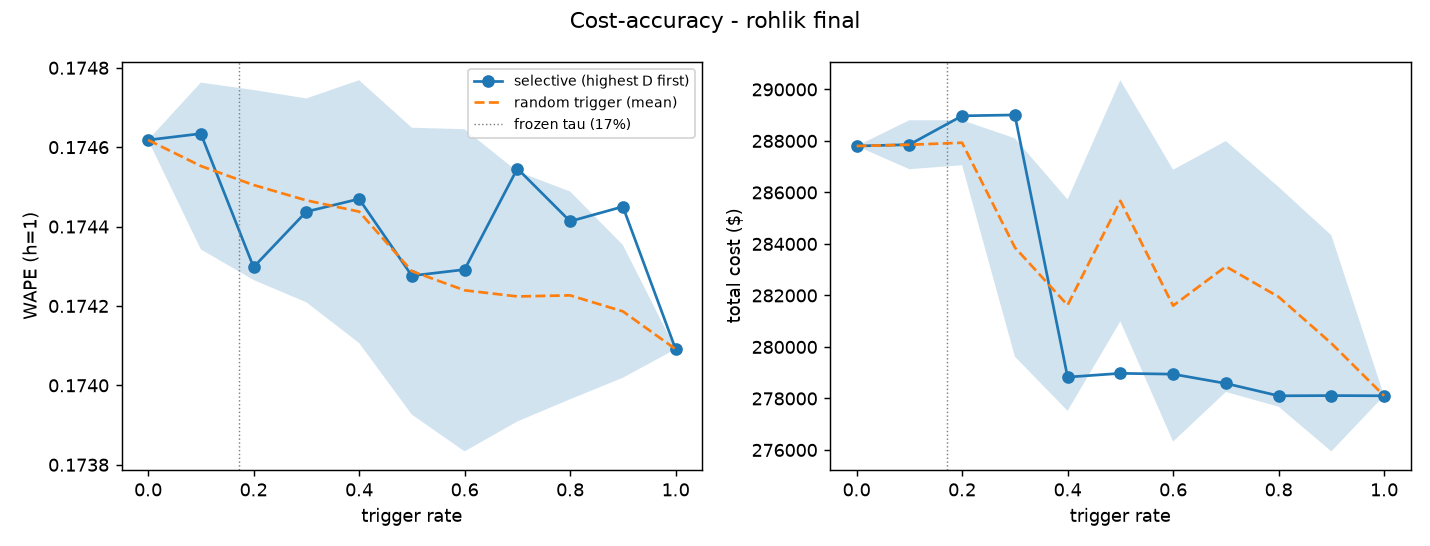 Cost-accuracy - rohlik final
WAPE (h=1)
0.1748
0.1746
0.1744
0.1742
0.1740
0.1738
0.0 0.2 0.4 0.6 0.8 1.0
trigger rate
selective (highest D first)
random trigger (mean)
frozen tau (17%)
total cost ($)
290000
288000
286000
284000
282000
280000
278000
276000
0.0 0.2 0.4 0.6 0.8 1.0
trigger rate